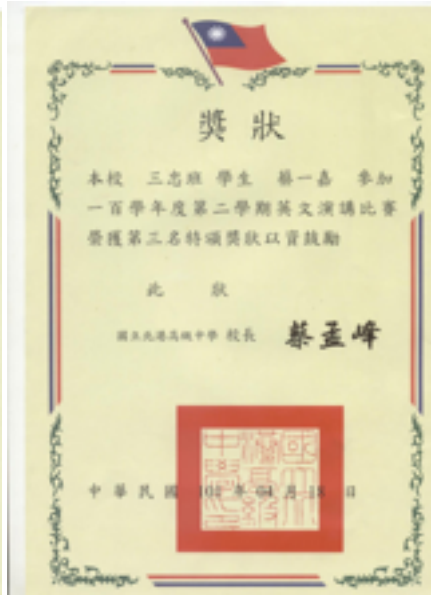 獎狀
本校 三忠班 學生 蔡一嘉 參加
一百學年度第二學期英文演講比賽
榮獲第三名特頒獎狀以資鼓勵
此 狀
國立北港高級中學 校長 蔡孟峰
中華民國 101 年 04 月 18 日